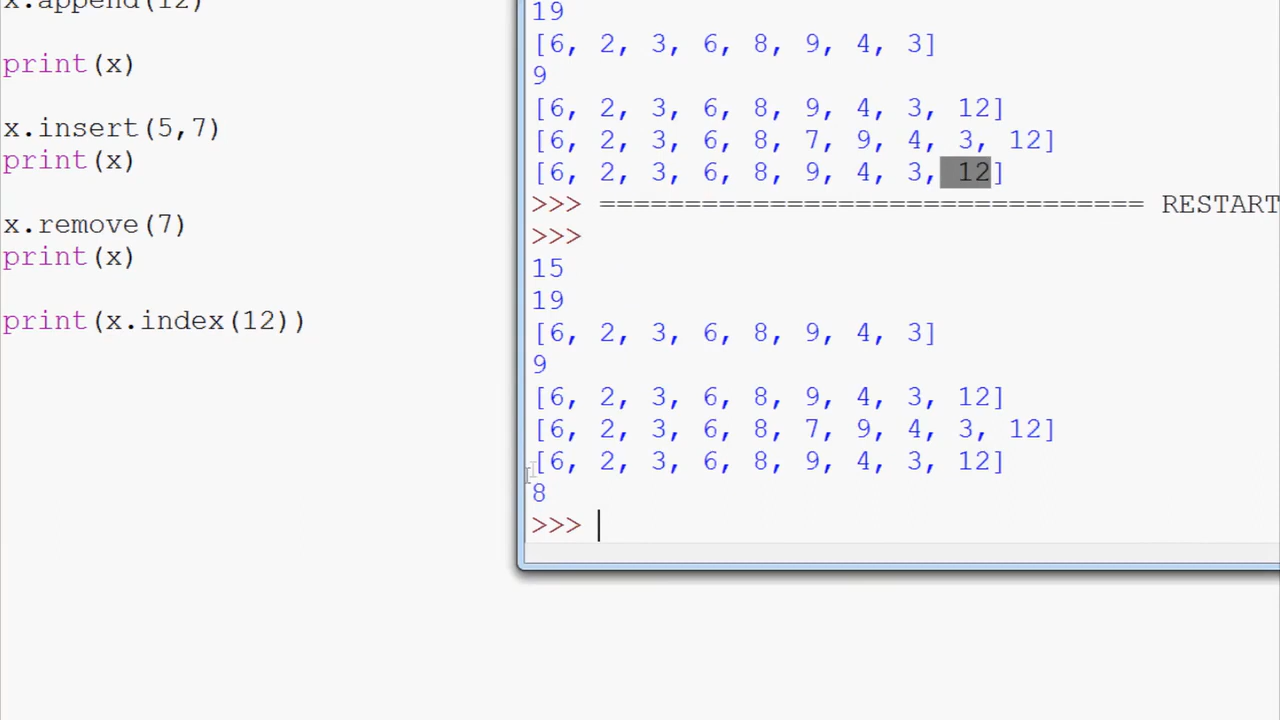 x.append(12)
print(x)
x.insert(5,7)
print(x)
x.remove(7)
print(x)
print(x.index(12))
19
[6, 2, 3, 6, 8, 9, 4, 3]
9
[6, 2, 3, 6, 8, 9, 4, 3, 12]
[6, 2, 3, 6, 8, 7, 9, 4, 3, 12]
[6, 2, 3, 6, 8, 9, 4, 3, 12]
>>> ================================ RESTART
>>>
15
19
[6, 2, 3, 6, 8, 9, 4, 3]
9
[6, 2, 3, 6, 8, 9, 4, 3, 12]
[6, 2, 3, 6, 8, 7, 9, 4, 3, 12]
[6, 2, 3, 6, 8, 9, 4, 3, 12]
8
>>>